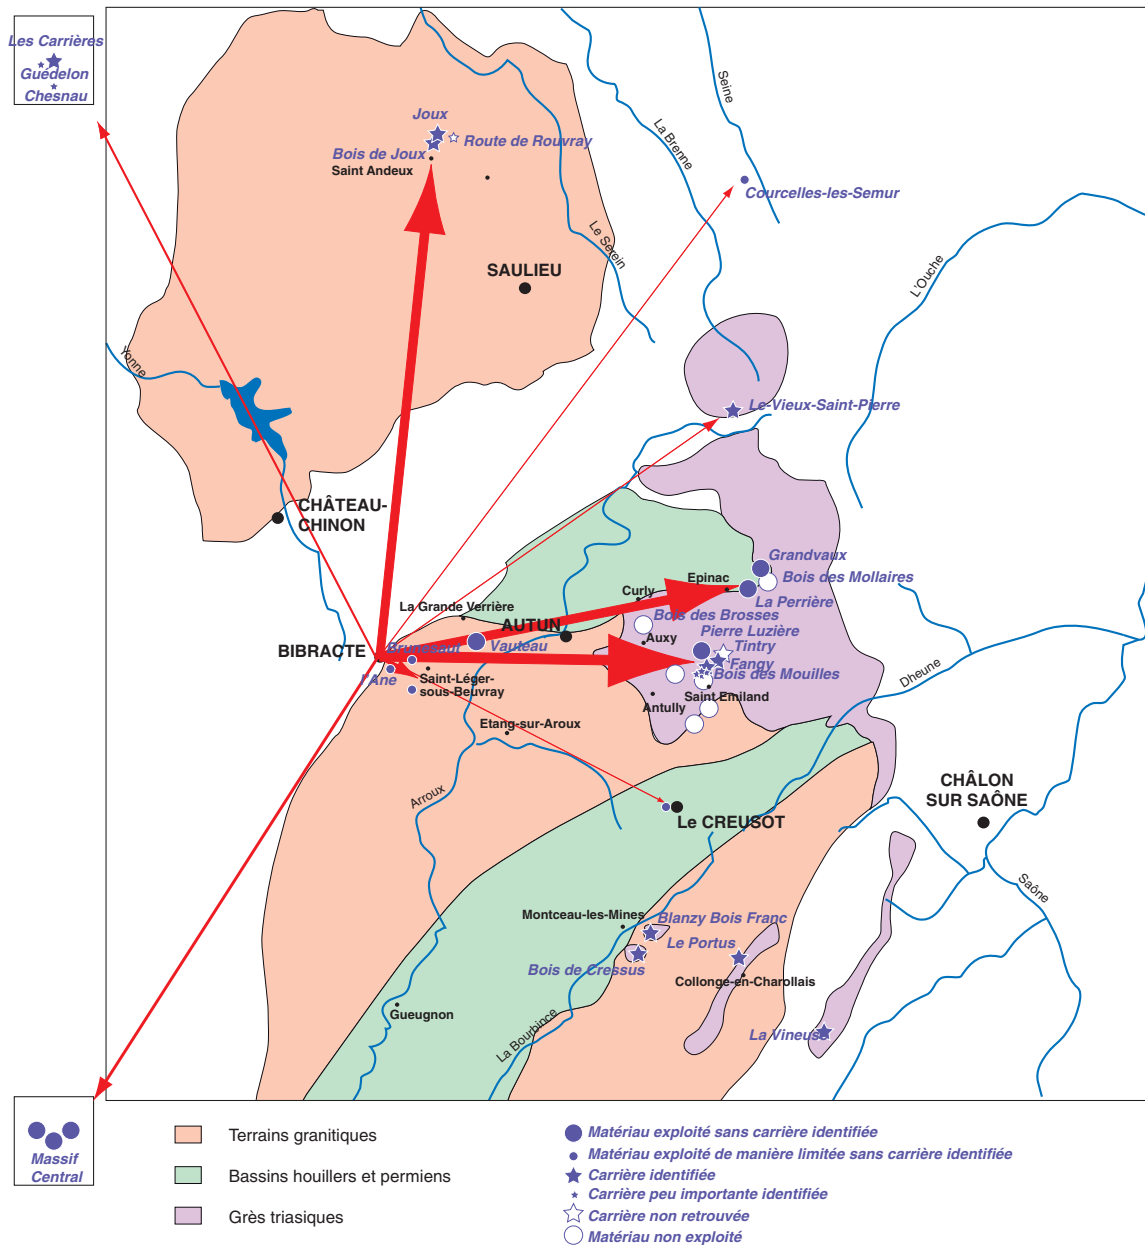 Les Carrières
Guédelon
Chesnau
Seine
La Brenne
Joux
Route de Rouvray
Bois de Joux
Saint Andeux
Courcelles-les-Semur
Le Serein
L'Ouche
SAULIEU
Yonne
Le-Vieux-Saint-Pierre
CHÂTEAU-
CHINON
Grandvaux
Bois des Mollaires
Epinac
Curly
La Perrière
La Grande Verrière
Bois des Brosses
AUTUN
Pierre Luzière
Auxy
Tintry
BIBRACTE
Brunesaut
Vauteau
Fangy
Bois des Mouilles
l'Ane
Saint-Léger-
sous-Beuvray
Saint Emiland
Antully
Dheune
Etang-sur-Aroux
Arroux
CHÂLON
SUR SAÔNE
Le CREUSOT
Saône
Montceau-les-Mines
Blanzy Bois Franc
Le Portus
Bois de Cressus
Collonge-en-Charollais
Gueugnon
La Bourbince
La Vineuse
Massif
Central
Terrains granitiques
Bassins houillers et permiens
Grès triasiques
Matériau exploité sans carrière identifiée
Matériau exploité de manière limitée sans carrière identifiée
Carrière identifiée
Carrière peu importante identifiée
Carrière non retrouvée
Matériau non exploité